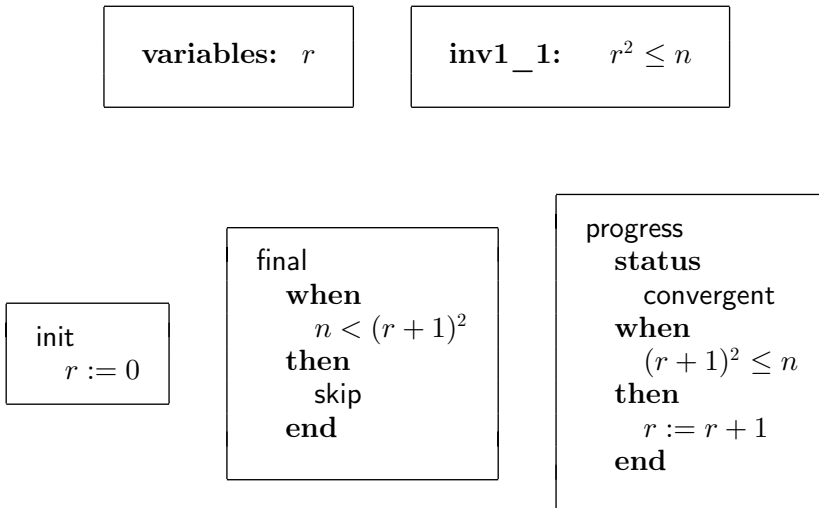 variables: r
inv1_1: r² ≤ n
init
r := 0
final
when
n < (r + 1)²
then
skip
end
progress
status
convergent
when
(r + 1)² ≤ n
then
r := r + 1
end